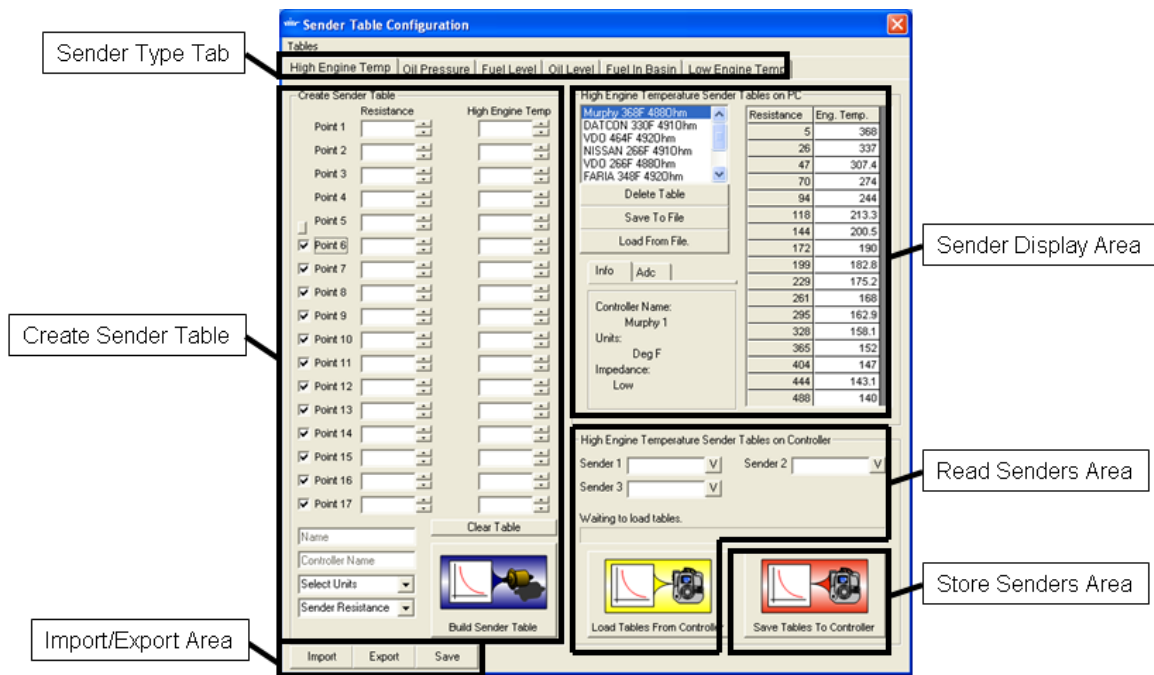 Sender Table Configuration
Tables
High Engine Temp Oil Pressure Fuel Level Oil Level Fuel In Basin Low Engine Temp
Sender Type Tab
Create Sender Table
Resistance High Engine Temp
Point 1
Point 2
Point 3
Point 4
Point 5
Point 6
Point 7
Point 8
Point 9
Point 10
Point 11
Point 12
Point 13
Point 14
Point 15
Point 16
Point 17
Name
Controller Name
Select Units
Sender Resistance
Clear Table
Build Sender Table
Create Sender Table
Import/Export Area
Import Export Save
High Engine Temperature Sender Tables on PC
Murphy 368F 488Ohm
DATCON 330F 491Ohm
VDO 464F 492Ohm
NISSAN 266F 491Ohm
VDO 266F 488Ohm
FARIA 348F 492Ohm
Delete Table
Save To File
Load From File.
Info Adc
Controller Name:
Murphy 1
Units:
Deg F
Impedance:
Low
Resistance Eng. Temp.
5 368
26 337
47 307.4
70 274
94 244
118 213.3
144 200.5
172 190
199 182.8
229 175.2
261 168
295 162.9
328 158.1
365 152
404 147
444 143.1
488 140
Sender Display Area
High Engine Temperature Sender Tables on Controller
Sender 1 V Sender 2 V
Sender 3 V
Waiting to load tables.
Load Tables From Controller
Save Tables To Controller
Read Senders Area
Store Senders Area